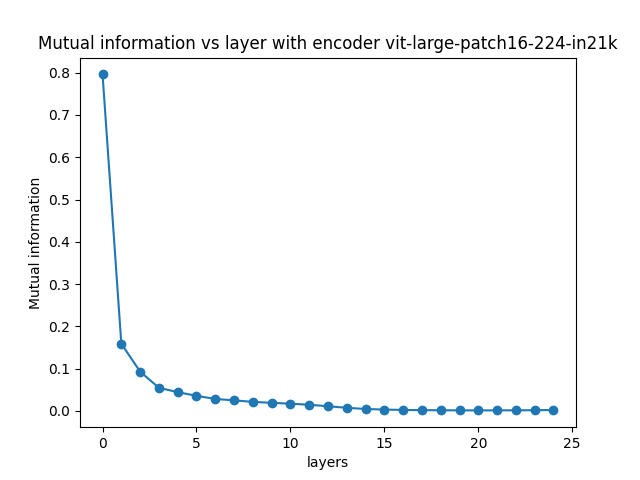 Mutual information vs layer with encoder vit-large-patch16-224-in21k
0.8
0.7
0.6
0.5
0.4
0.3
0.2
0.1
0.0
Mutual information
0 5 10 15 20 25
layers